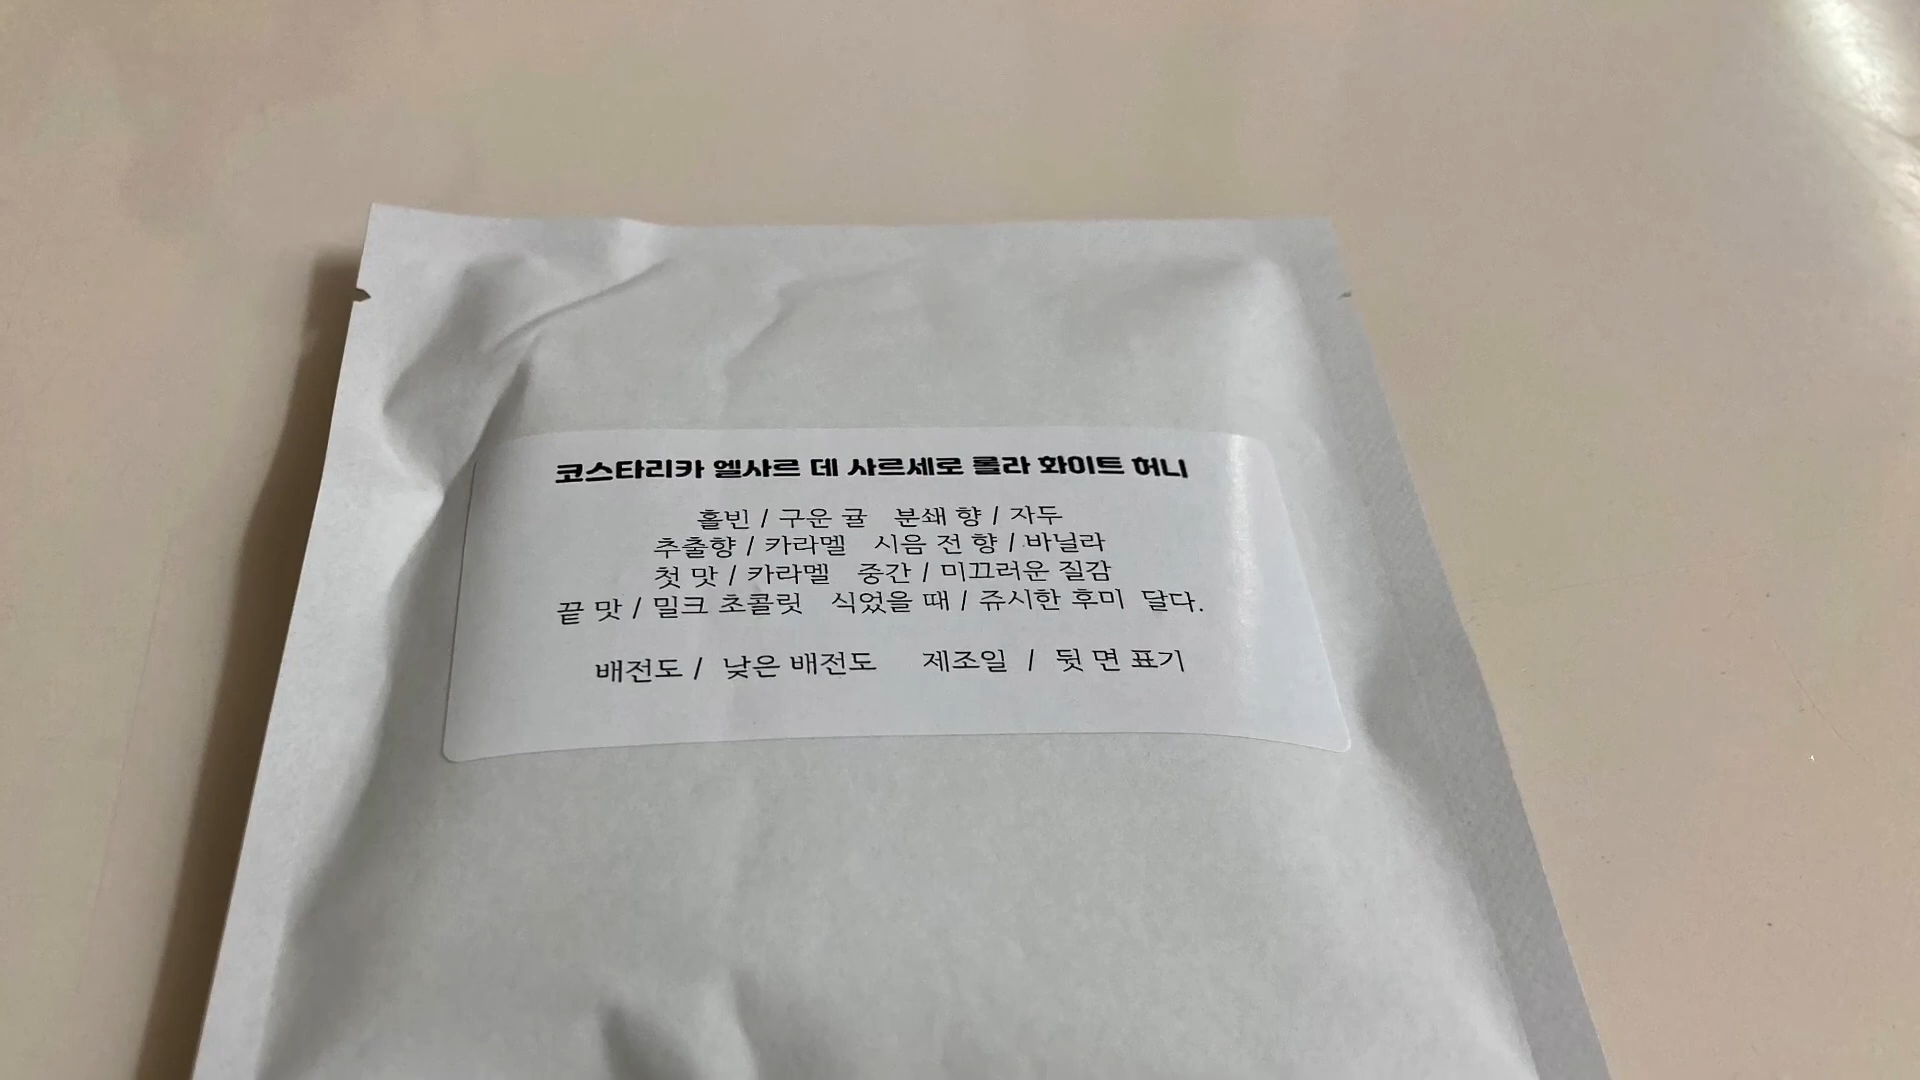 코스타리카 엘사르 데 사르세로 롤라 화이트 허니
홀빈 / 구운 귤 분쇄 향 / 자두
추출향 / 카라멜 시음 전 향 / 바닐라
첫 맛 / 카라멜 중간 / 미끄러운 질감
끝 맛 / 밀크 초콜릿 식었을 때 / 쥬시한 후미 달다.
배전도 / 낮은 배전도 제조일 / 뒷 면 표기